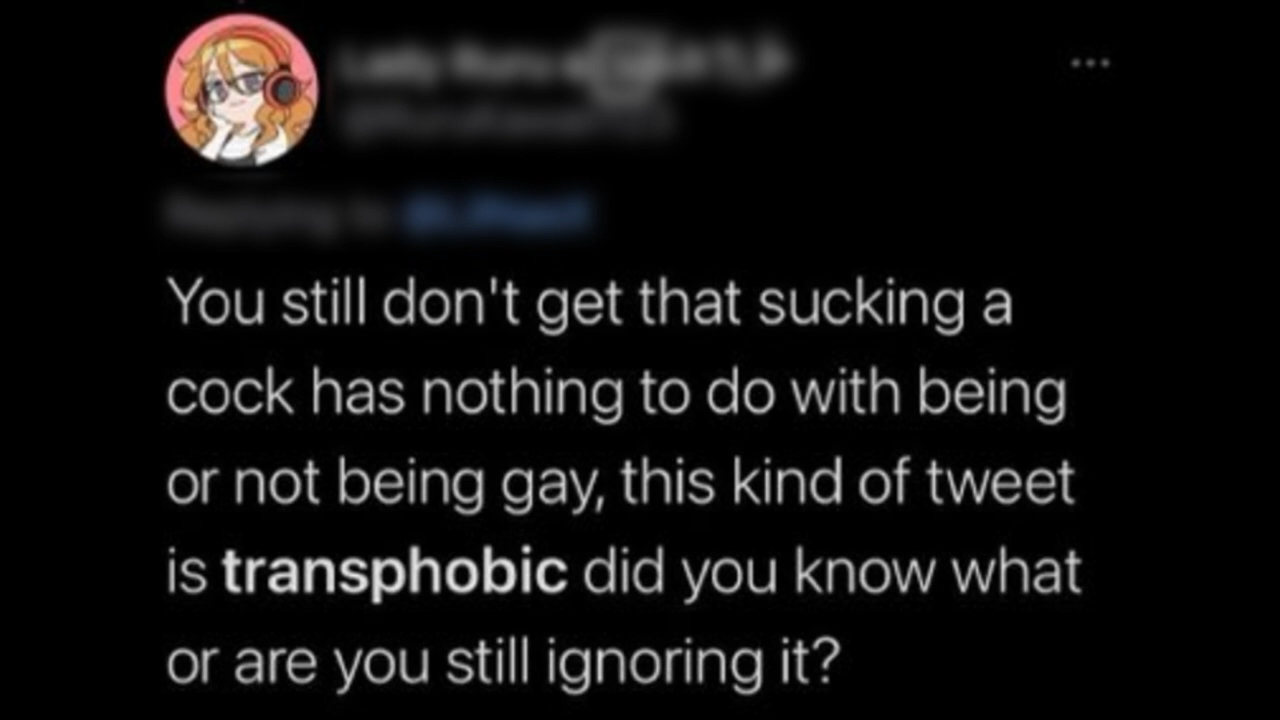 You still don't get that sucking a
cock has nothing to do with being
or not being gay, this kind of tweet
is transphobic did you know what
or are you still ignoring it?